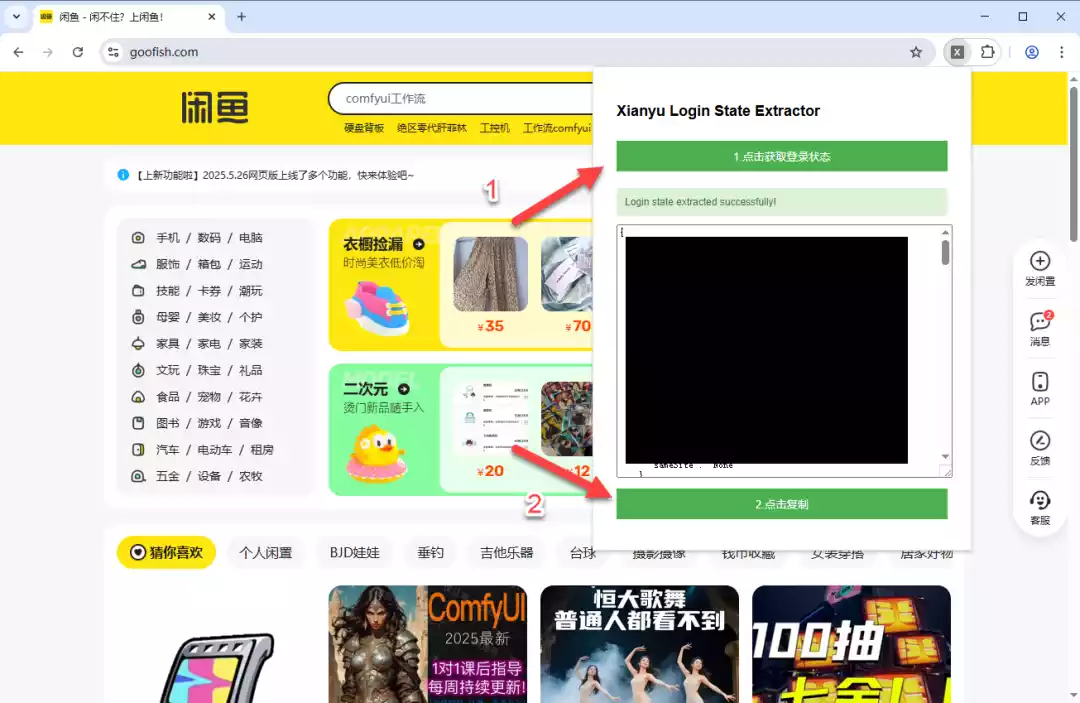 闲鱼 - 闲不住？上闲鱼！
goofish.com
闲鱼
comfyui工作流
硬盘背板 绝区零代肝菲林 工控机 工作流comfyui
【上新功能啦】2025.5.26网页版上线了多个功能，快来体验吧~
手机 / 数码 / 电脑
服饰 / 箱包 / 运动
技能 / 卡券 / 潮玩
母婴 / 美妆 / 个护
家具 / 家电 / 家装
文玩 / 珠宝 / 礼品
食品 / 宠物 / 花卉
图书 / 游戏 / 音像
汽车 / 电动车 / 租房
五金 / 设备 / 农牧
衣橱捡漏
时尚美衣低价淘
¥35
¥70
二次元
烫门新品随手入
¥20
¥12
1
2
Xianyu Login State Extractor
1.点击获取登录状态
Login state extracted successfully!
[
"sameSite": "None"
}
2.点击复制
发闲置
2
消息
APP
反馈
客服
猜你喜欢 个人闲置 BJD娃娃 垂钓 吉他乐器 台球 摄影摄像 钱币收藏 女装穿搭 居家好物
ComfyUI
2025最新
1对1课后指导
每周持续更新!
恒大歌舞
普通人都看不到
100抽
七金